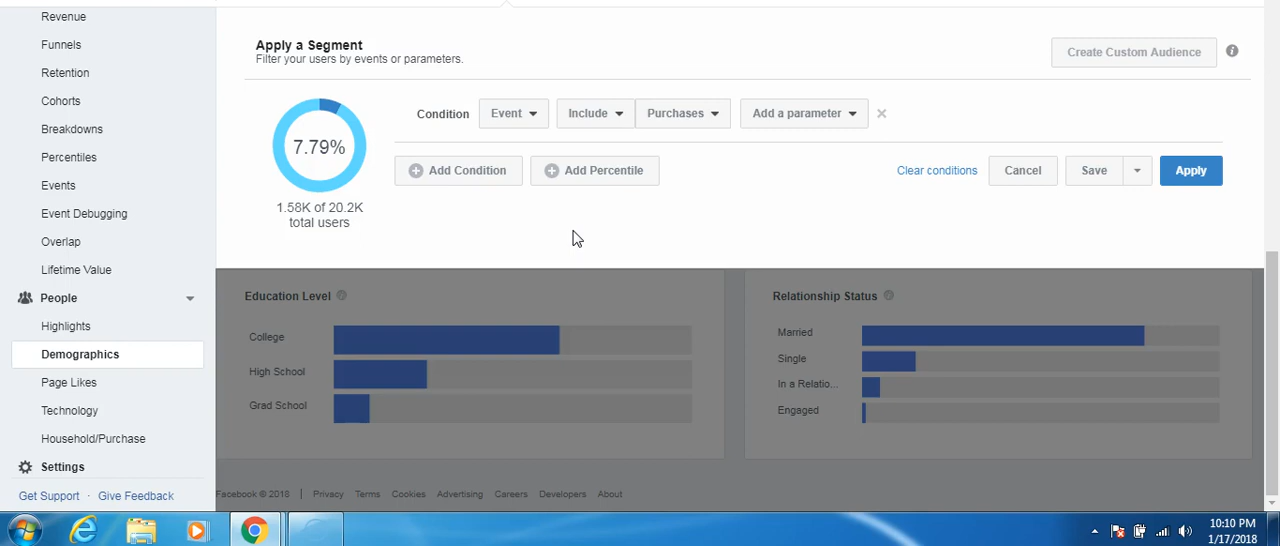 Revenue
Funnels
Retention
Cohorts
Breakdowns
Percentiles
Events
Event Debugging
Overlap
Lifetime Value
People
Highlights
Demographics
Page Likes
Technology
Household/Purchase
Settings
Get Support · Give Feedback
Apply a Segment
Filter your users by events or parameters.
Create Custom Audience
7.79%
1.58K of 20.2K
total users
Condition Event Include Purchases Add a parameter
Add Condition Add Percentile Clear conditions Cancel Save Apply
Education Level
College
High School
Grad School
Relationship Status
Married
Single
In a Relatio...
Engaged
Facebook © 2018 Privacy Terms Cookies Advertising Careers Developers About
10:10 PM
1/17/2018